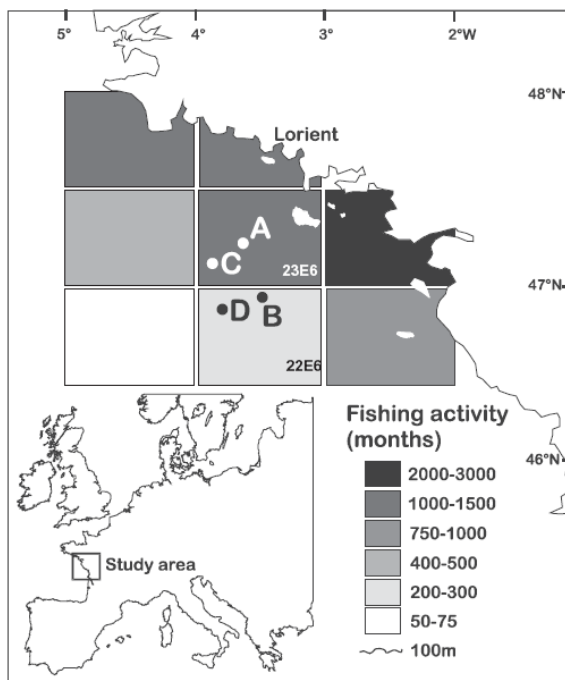 5° 4° 3° 2°W
48°N
Lorient
A
C
23E6
47°N
D B
22E6
Fishing activity
(months)
46°N
2000-3000
1000-1500
750-1000
400-500
200-300
50-75
100m
Study area